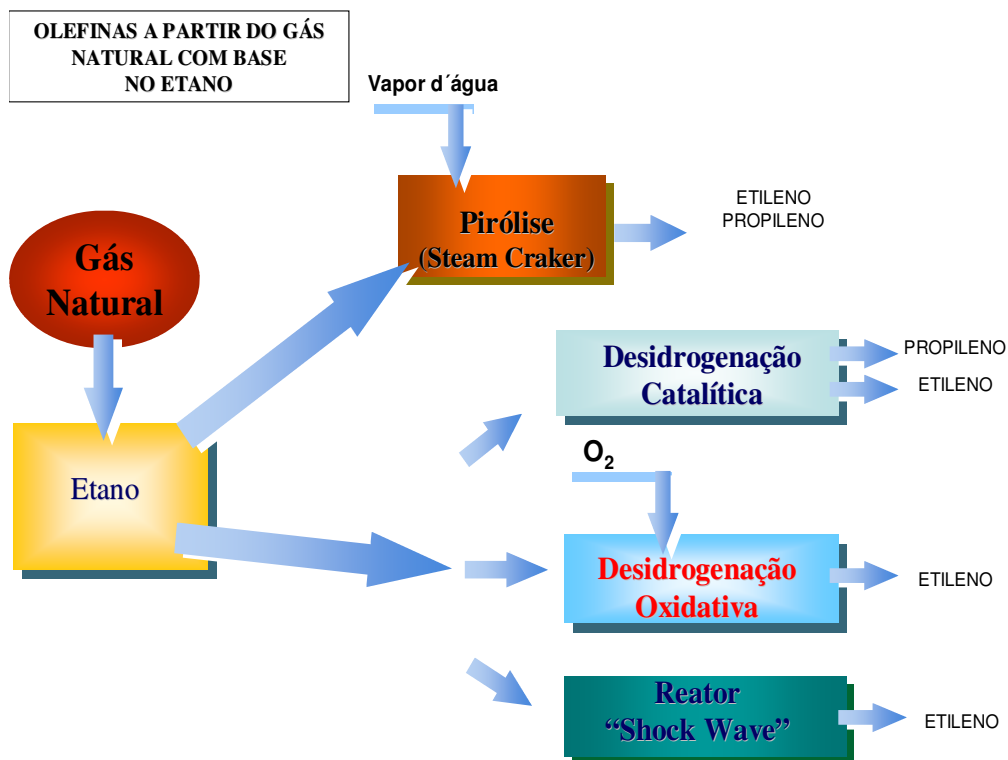 OLEFINAS A PARTIR DO GÁS
NATURAL COM BASE
NO ETANO
Vapor d´água
Pirólise
(Steam Craker)
ETILENO
PROPILENO
Gás
Natural
Desidrogenação
Catalítica
PROPILENO
ETILENO
Etano
O2
Desidrogenação
Oxidativa
ETILENO
Reator
“Shock Wave”
ETILENO